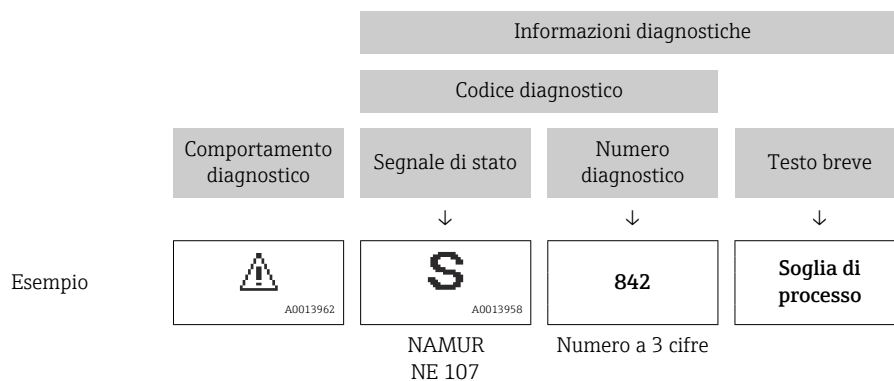 Informazioni diagnostiche
Codice diagnostico
Comportamento
diagnostico
Segnale di stato
Numero
diagnostico
Testo breve
↓ ↓ ↓
Esempio
A0013962
S
A0013958
842
Soglia di
processo
NAMUR
NE 107
Numero a 3 cifre